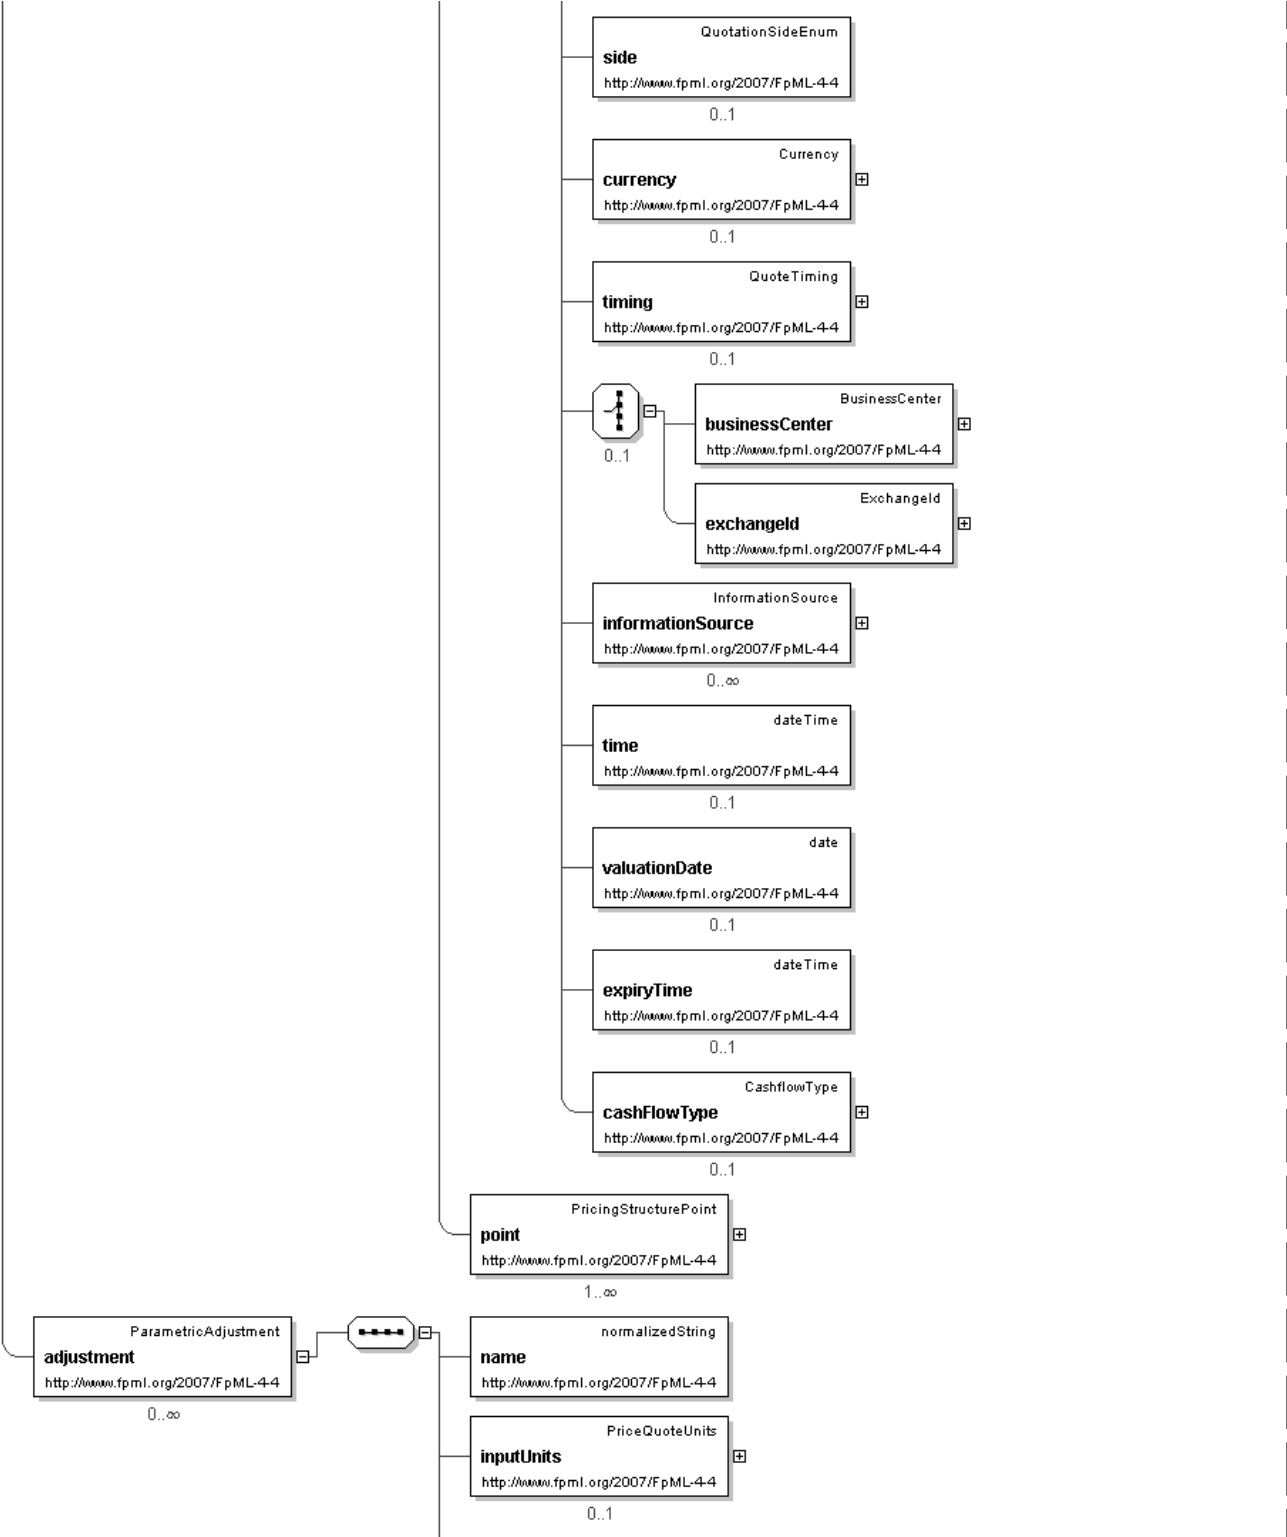 QuotationSideEnum
side
http://www.fpml.org/2007/FpML-4-4
0..1
Currency
currency
http://www.fpml.org/2007/FpML-4-4
0..1
QuoteTiming
timing
http://www.fpml.org/2007/FpML-4-4
0..1
BusinessCenter
businessCenter
http://www.fpml.org/2007/FpML-4-4
0..1
ExchangeId
exchangeId
http://www.fpml.org/2007/FpML-4-4
InformationSource
informationSource
http://www.fpml.org/2007/FpML-4-4
0..∞
dateTime
time
http://www.fpml.org/2007/FpML-4-4
0..1
date
valuationDate
http://www.fpml.org/2007/FpML-4-4
0..1
dateTime
expiryTime
http://www.fpml.org/2007/FpML-4-4
0..1
CashflowType
cashFlowType
http://www.fpml.org/2007/FpML-4-4
0..1
PricingStructurePoint
point
http://www.fpml.org/2007/FpML-4-4
1..∞
ParametricAdjustment
adjustment
http://www.fpml.org/2007/FpML-4-4
0..∞
normalizedString
name
http://www.fpml.org/2007/FpML-4-4
PriceQuoteUnits
inputUnits
http://www.fpml.org/2007/FpML-4-4
0..1